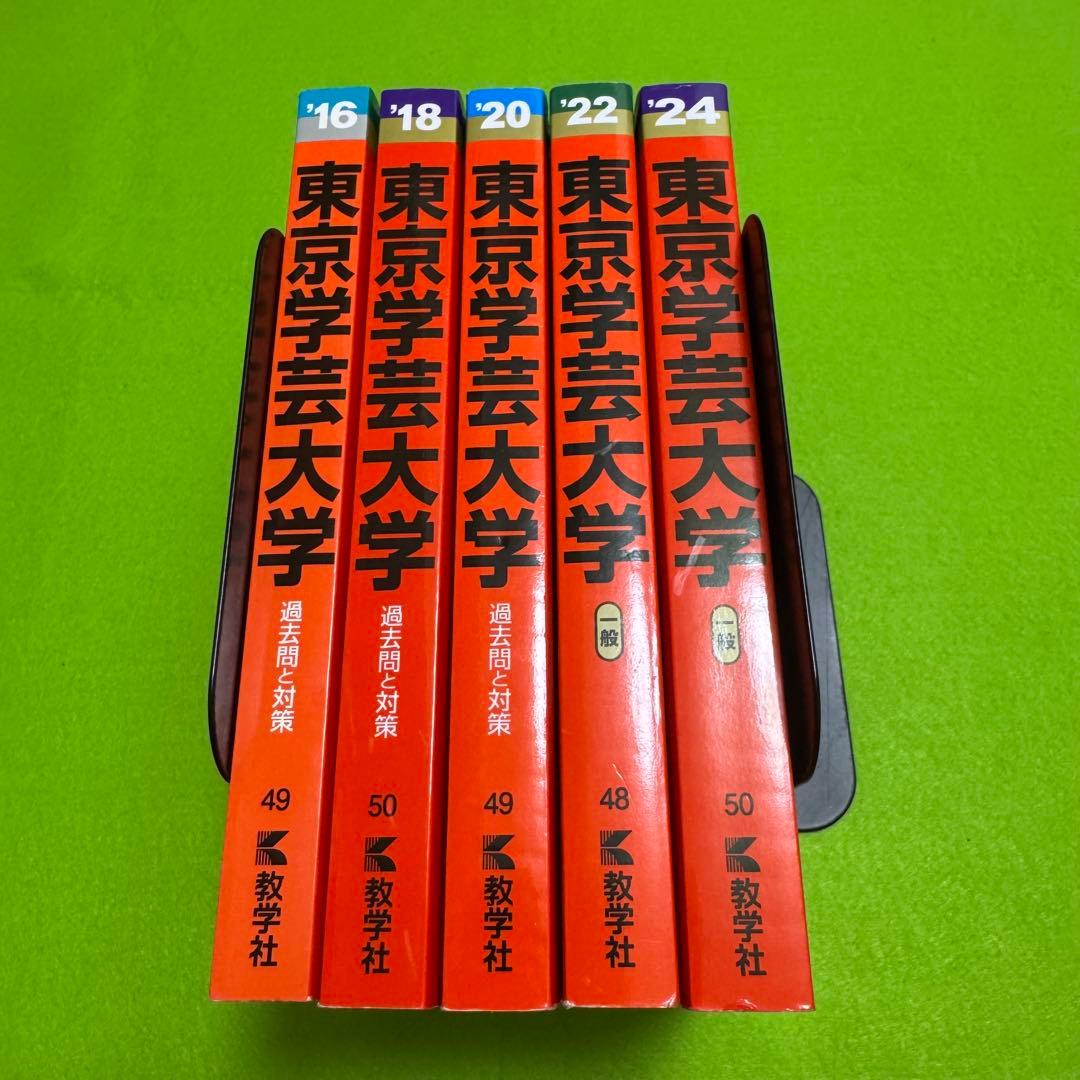 '16
東京学芸大学
過去問と対策
49
教学社
'18
東京学芸大学
過去問と対策
50
教学社
'20
東京学芸大学
過去問と対策
49
教学社
'22
東京学芸大学
一般
48
教学社
'24
東京学芸大学
一般
50
教学社